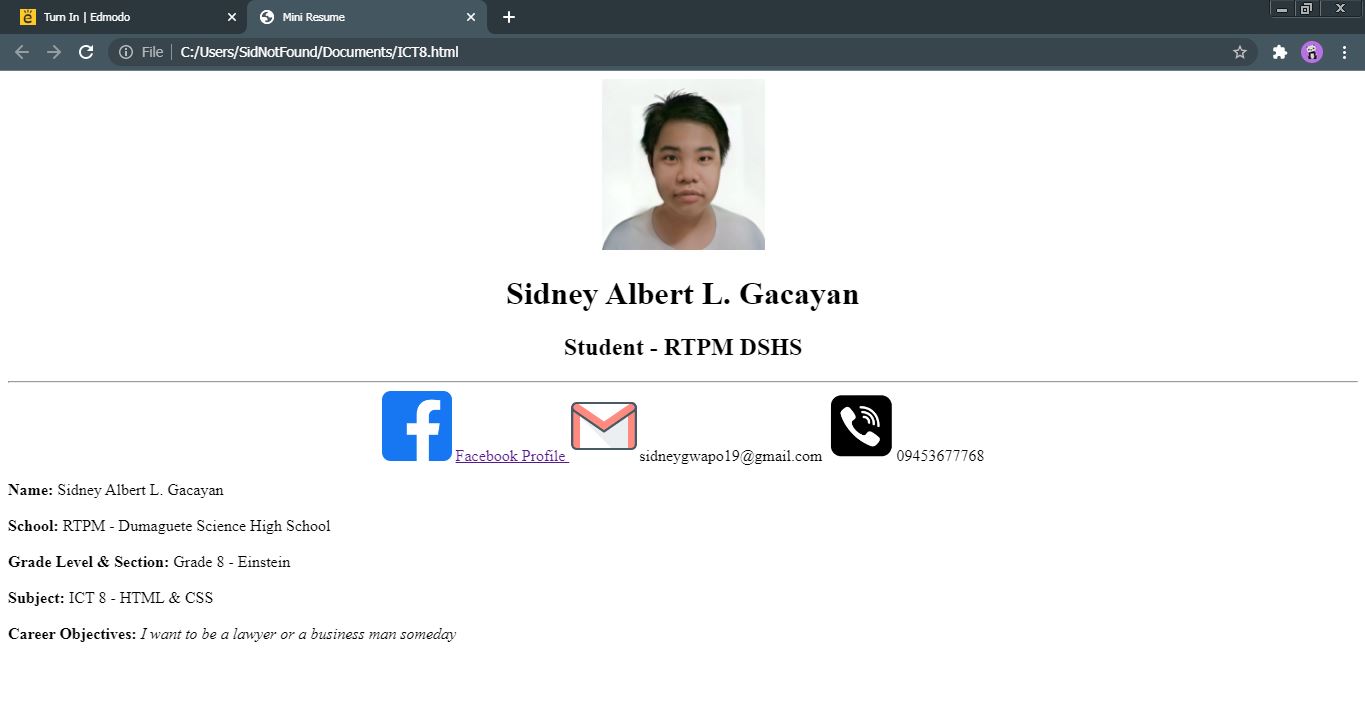 Turn In | Edmodo
Mini Resume
File | C:/Users/SidNotFound/Documents/ICT8.html
Sidney Albert L. Gacayan
Student - RTPM DSHS
Facebook Profile sidneygwapo19@gmail.com 09453677768
Name: Sidney Albert L. Gacayan
School: RTPM - Dumaguete Science High School
Grade Level & Section: Grade 8 - Einstein
Subject: ICT 8 - HTML & CSS
Career Objectives: I want to be a lawyer or a business man someday